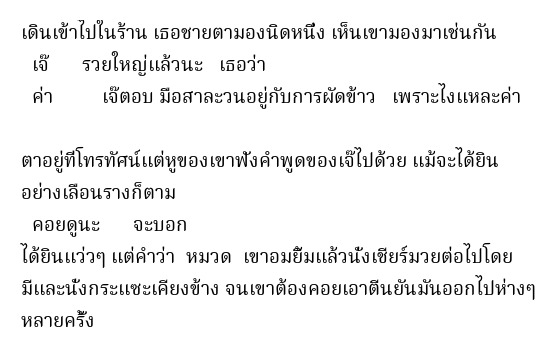 เดินเข้าไปในร้าน เธอชายตามองนิดหนึ่ง เห็นเขามองมาเช่นกัน
เจ๊ รวยใหญ่แล้วนะ เธอว่า
ค่า เจ๊ตอบ มือสาละวนอยู่กับการผัดข้าว เพราะไงแหละค่า
ตาอยู่ที่โทรทัศน์แต่หูของเขาฟังคำพูดของเจ๊ไปด้วย แม้จะได้ยิน
อย่างเลือนรางก็ตาม
คอยดูนะ จะบอก
ได้ยินแว่วๆ แต่คำว่า หมวด เขาอมยิ้มแล้วนั่งเชียร์มวยต่อไปโดย
มีและนั่งกระแซะเคียงข้าง จนเขาต้องคอยเอาตีนยันมันออกไปห่างๆ
หลายครั้ง